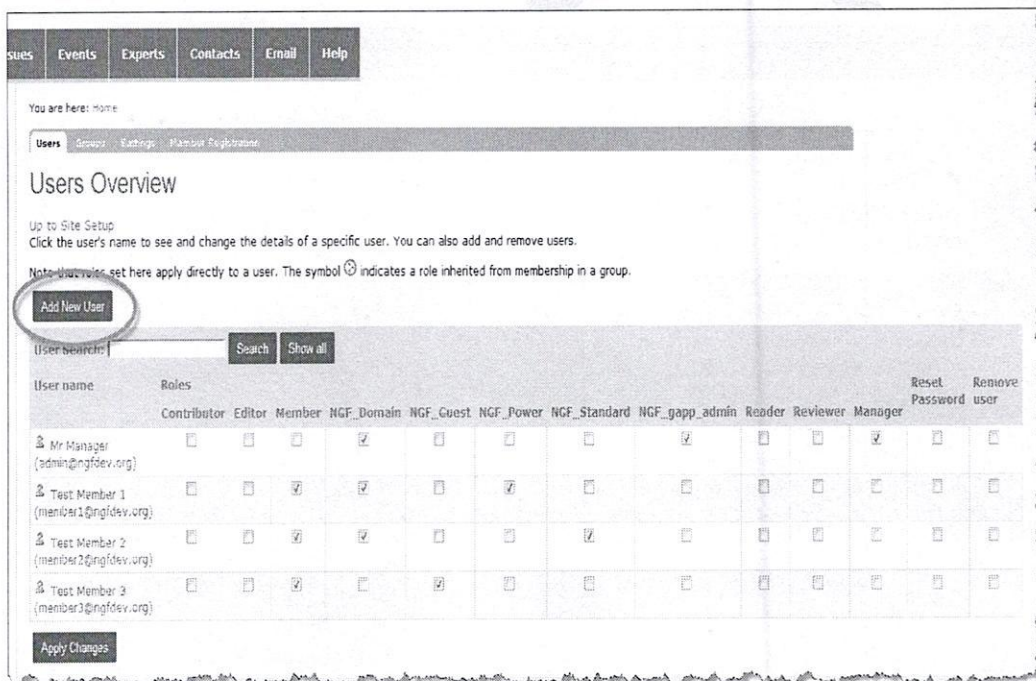 sues Events Experts Contacts Email Help
You are here: Home
Users Groups Settings Member Registration
Users Overview
Up to Site Setup
Click the user's name to see and change the details of a specific user. You can also add and remove users.
Note that roles set here apply directly to a user. The symbol indicates a role inherited from membership in a group.
Add New User
User Search: Search Show all
User name Roles Reset Password Remove user
Contributor Editor Member NGF_Domain NGF_Guest NGF_Power NGF_Standard NGF_gapp_admin Reader Reviewer Manager
Mr Manager
(admin@ngfdev.org)
Test Member 1
(member1@ngfdev.org)
Test Member 2
(member2@ngfdev.org)
Test Member 3
(member3@ngfdev.org)
Apply Changes